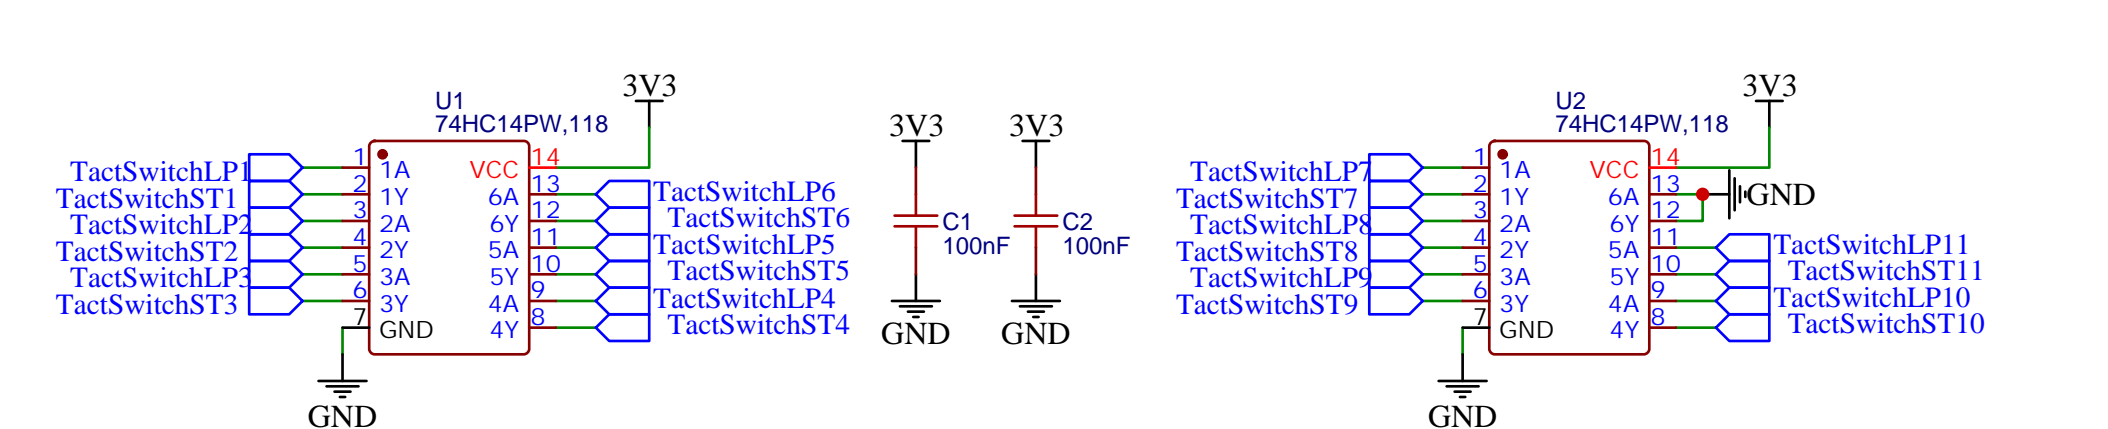 U1
74HC14PW,118
3V3
TactSwitchLP1
1
1A
VCC
14
TactSwitchST1
2
1Y
6A
13
TactSwitchLP6
TactSwitchLP2
3
2A
6Y
12
TactSwitchST6
TactSwitchST2
4
2Y
5A
11
TactSwitchLP5
TactSwitchLP3
5
3A
5Y
10
TactSwitchST5
TactSwitchST3
6
3Y
4A
9
TactSwitchLP4
7
GND
4Y
8
TactSwitchST4
GND
3V3
C1
100nF
GND
3V3
C2
100nF
GND
U2
74HC14PW,118
3V3
TactSwitchLP7
1
1A
VCC
14
TactSwitchST7
2
1Y
6A
13
GND
TactSwitchLP8
3
2A
6Y
12
TactSwitchST8
4
2Y
5A
11
TactSwitchLP11
TactSwitchLP9
5
3A
5Y
10
TactSwitchST11
TactSwitchST9
6
3Y
4A
9
TactSwitchLP10
7
GND
4Y
8
TactSwitchST10
GND